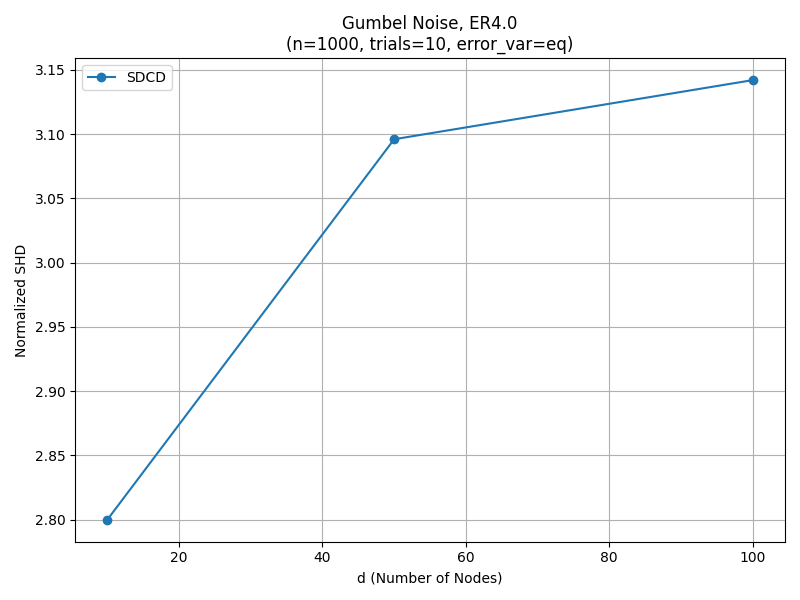 Gumbel Noise, ER4.0
(n=1000, trials=10, error_var=eq)
SDCD
3.15
3.10
3.05
3.00
2.95
2.90
2.85
2.80
Normalized SHD
20 40 60 80 100
d (Number of Nodes)